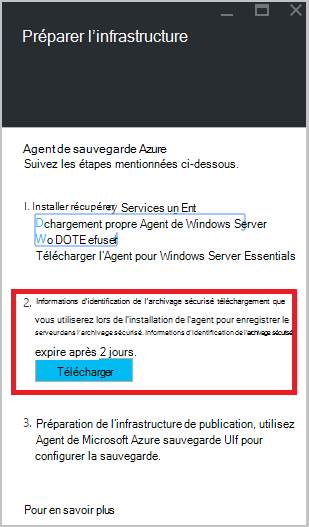 Préparer l'infrastructure
Agent de sauvegarde Azure
Suivez les étapes mentionnées ci-dessous.
1. Installer récupérery Services un Ent
Dchargement propre Agent de Windows Server
Wo DOTE efuser
Télécharger l'Agent pour Windows Server Essentials
2. Informations d'identification de l'archivage sécurisé téléchargement que
vous utiliserez lors de l'installation de l'agent pour enregistrer le
serveur dans l'archivage sécurisé. Informations d'identification de l'archivage sécurisé
expire après 2 jours.
Télécharger
3. Préparation de l'infrastructure de publication, utilisez
Agent de Microsoft Azure sauvegarde UIf pour
configurer la sauvegarde.
Pour en savoir plus